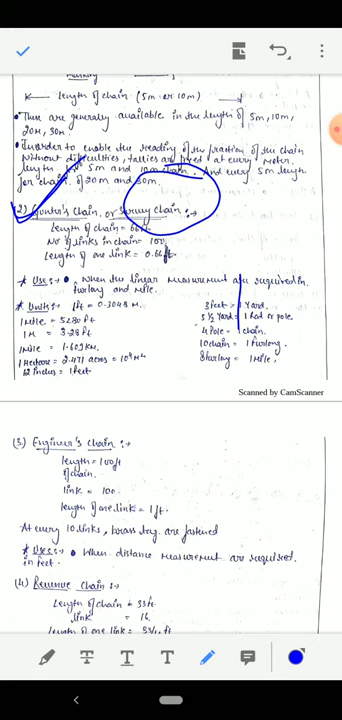 Length of chain (5m or 10m)
• These are generally available in the length of 5m, 10m,
20m, 30m.
• In order to enable the reading of the fraction of the chain
without difficulties, tallies are fixed at every meter.
length 5m and 10m chain. And every 5m length
for chain of 20m and 30m.
(2) Gunter's Chain or Survey Chain :→
Length of chain = 66ft
No of links in chain = 100
Length of one link = 0.66 ft
* Use :→ • When the linear measurement are required in
furlong and Mile.
* Units :→ 1ft = 0.3048 M.
1 Mile = 5280 ft
1 M = 3.28 ft
1 Mile = 1.609 KM.
1 Hectare = 2.471 acres = 10⁴ M²
12 inches = 1 feet
3 feet = 1 Yard.
5 1/2 Yard = 1 Rod or pole
4 Pole = 1 chain.
10 chain = 1 furlong.
8 furlong = 1 Mile.
Scanned by CamScanner
(3) Engineer's Chain :→
length = 100ft
of chain.
link = 100
length of one link = 1 ft.
At every 10 links, brass tag are fastened
* Uses :→ • When distance measurement are required.
in feet.
(4) Revenue Chain :→
Length of chain = 33ft
link = 16.
length of one link = ft
T
T
T